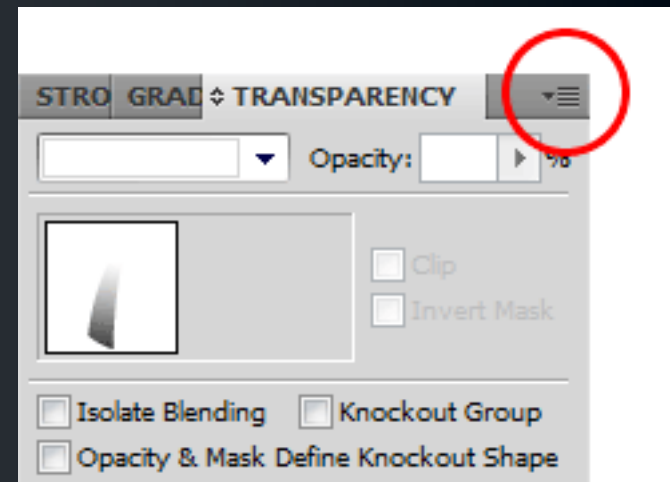 STRO GRAD TRANSPARENCY
Opacity: %
Clip
Invert Mask
Isolate Blending Knockout Group
Opacity & Mask Define Knockout Shape